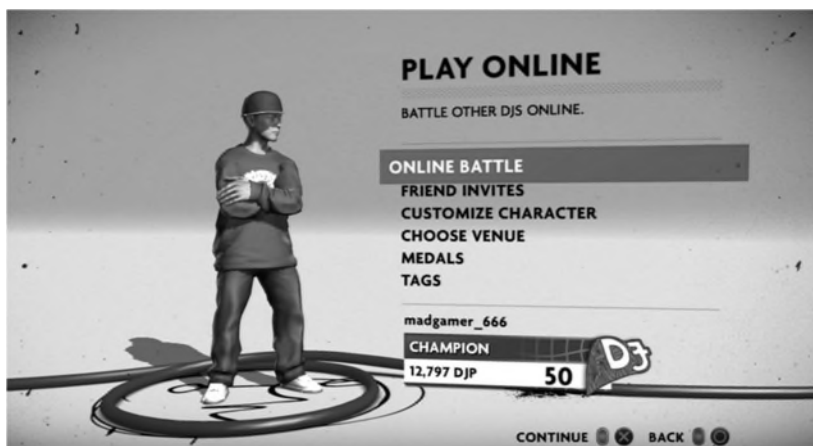 PLAY ONLINE
BATTLE OTHER DJS ONLINE.
ONLINE BATTLE
FRIEND INVITES
CUSTOMIZE CHARACTER
CHOOSE VENUE
MEDALS
TAGS
madgamer_666
CHAMPION
12,797 DJP 50 DJ
CONTINUE BACK